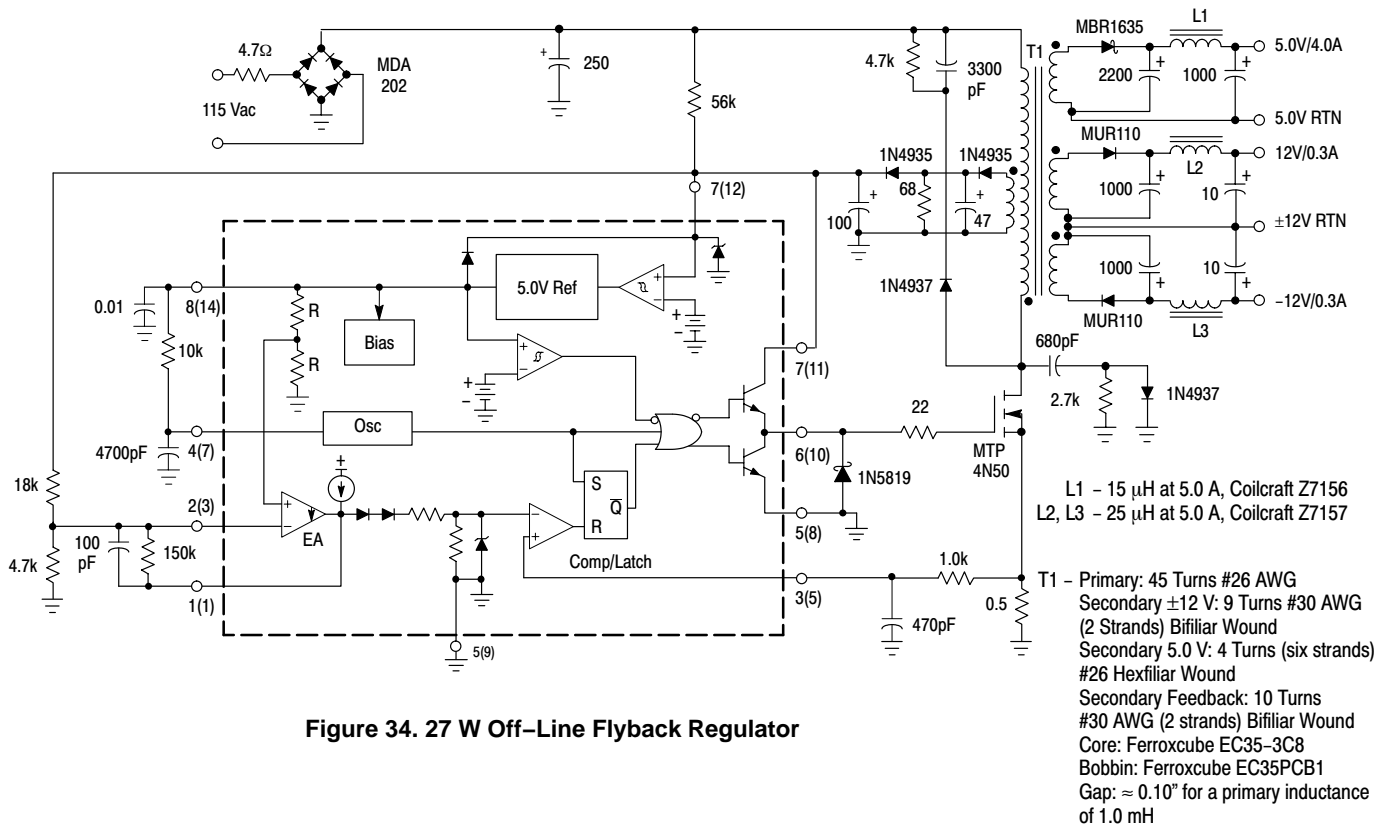 4.7Ω
MDA
202
115 Vac
+
250
56k
4.7k
3300
pF
T1
MBR1635
L1
+
2200
+
1000
5.0V/4.0A
5.0V RTN
MUR110
L2
12V/0.3A
1000
+
10
+
±12V RTN
1000
+
10
+
MUR110
L3
−12V/0.3A
1N4935
1N4935
68
+
100
+
47
7(12)
1N4937
680pF
2.7k
1N4937
0.01
8(14)
10k
R
R
Bias
5.0V Ref
+
−
+
−
+
−
+
−
7(11)
4700pF
4(7)
Osc
22
MTP
4N50
6(10)
1N5819
5(8)
18k
2(3)
+
+
−
EA
S
Q
R
−
+
Comp/Latch
4.7k
100
pF
150k
1(1)
3(5)
1.0k
0.5
470pF
5(9)
L1 – 15 μH at 5.0 A, Coilcraft Z7156
L2, L3 – 25 μH at 5.0 A, Coilcraft Z7157
T1 – Primary: 45 Turns #26 AWG
Secondary ±12 V: 9 Turns #30 AWG
(2 Strands) Bifiliar Wound
Secondary 5.0 V: 4 Turns (six strands)
#26 Hexfiliar Wound
Secondary Feedback: 10 Turns
#30 AWG (2 strands) Bifiliar Wound
Core: Ferroxcube EC35–3C8
Bobbin: Ferroxcube EC35PCB1
Gap: ≈ 0.10" for a primary inductance
of 1.0 mH
Figure 34. 27 W Off–Line Flyback Regulator